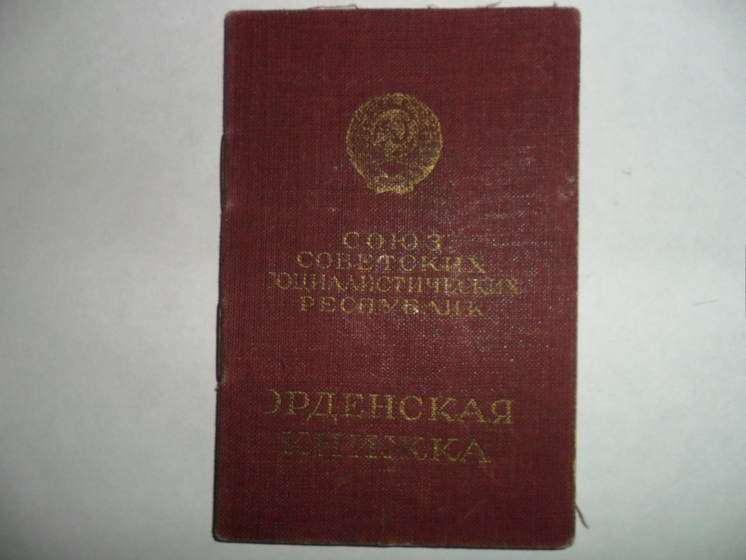 СОЮЗ
СОВЕТСКИХ
СОЦИАЛИСТИЧЕСКИХ
РЕСПУБЛИК
ОРДЕНСКАЯ
КНИЖКА